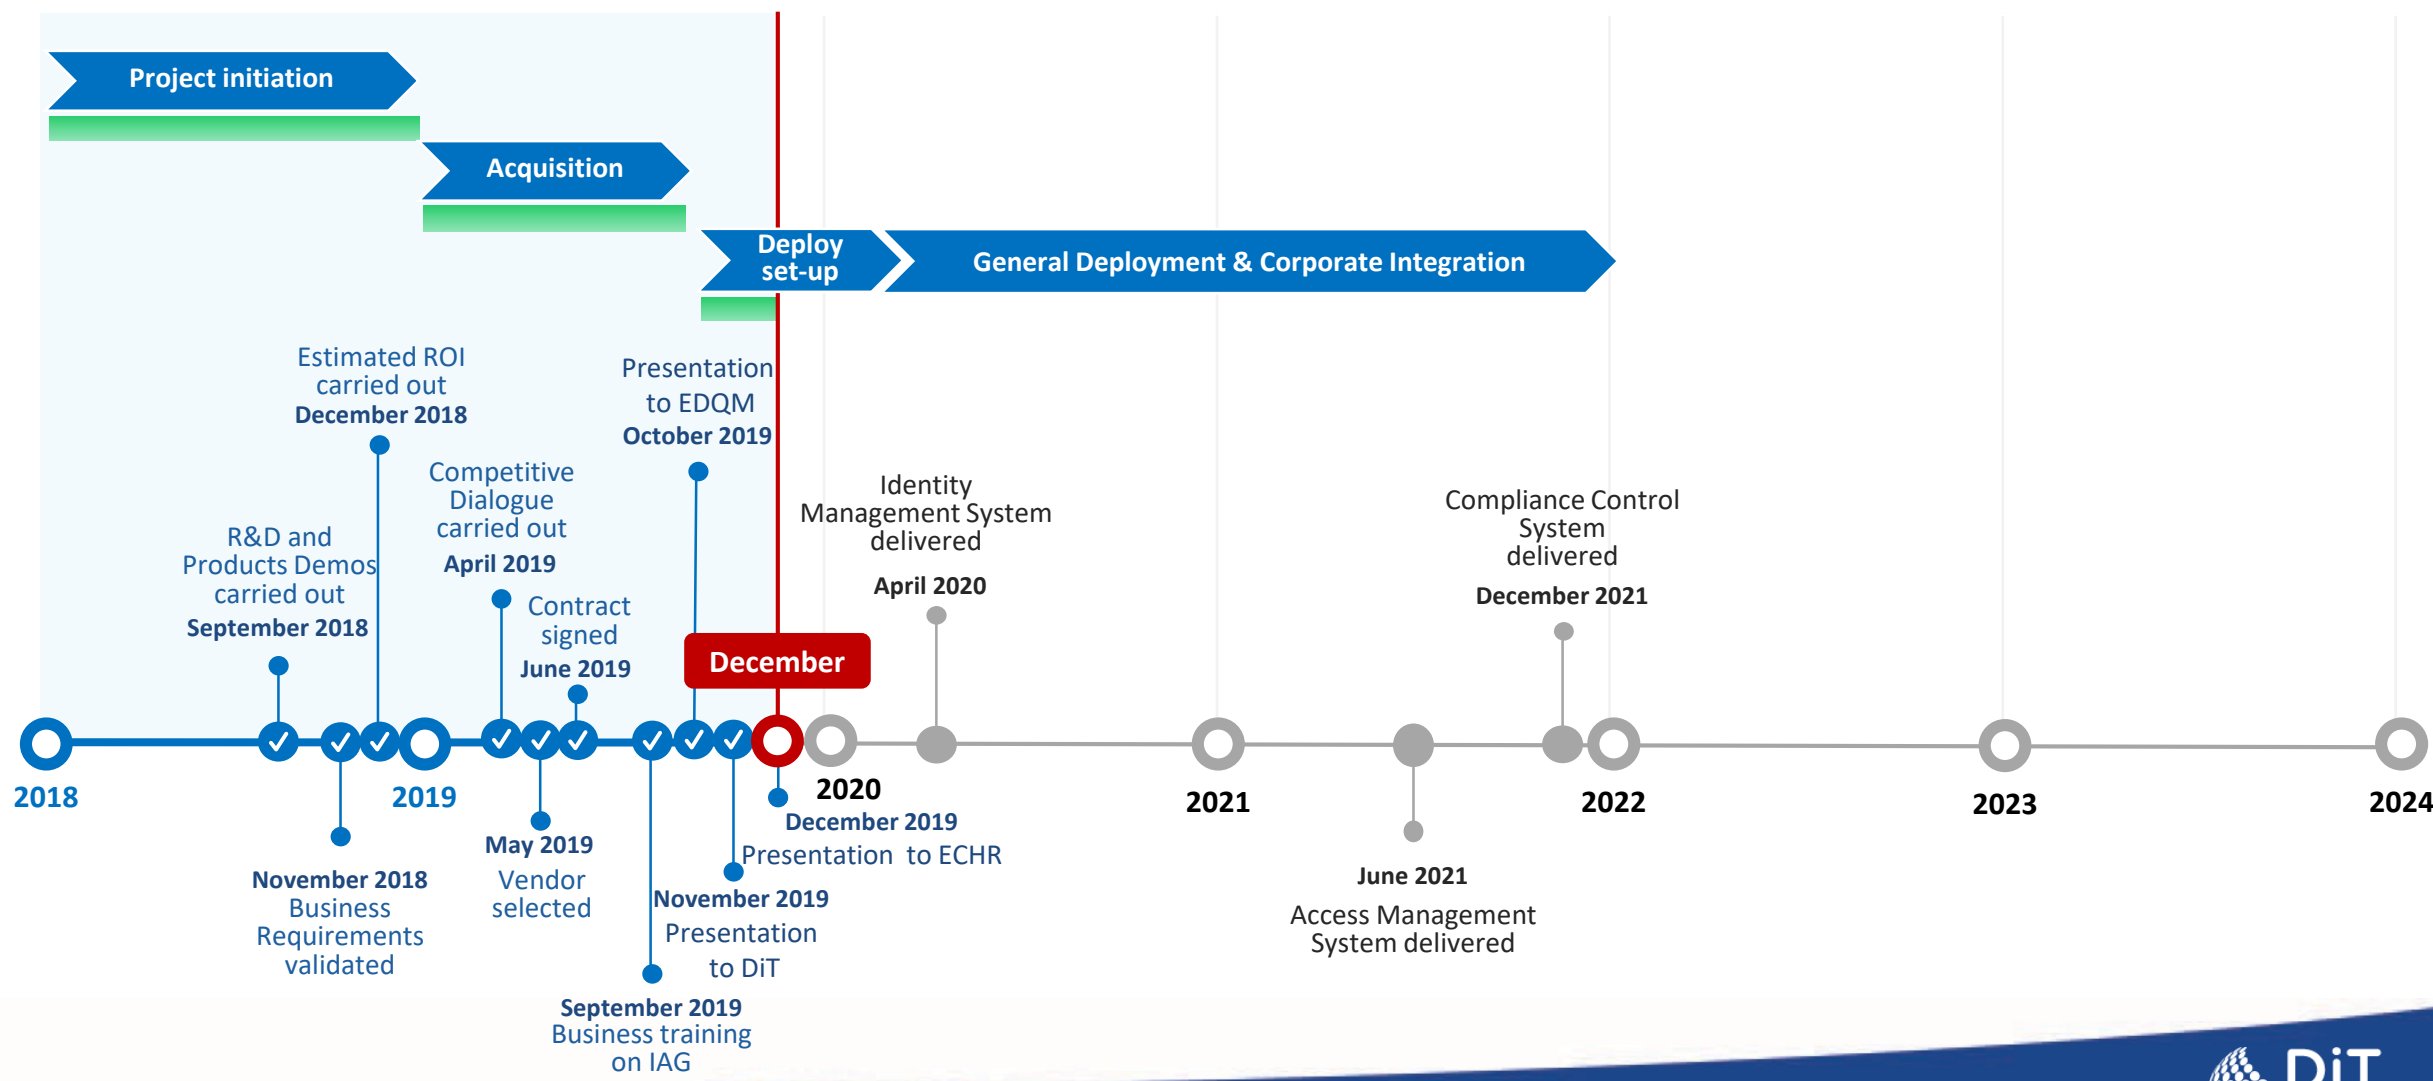 Project initiation
Acquisition
Deploy
set-up
General Deployment & Corporate Integration
Estimated ROI
carried out
December 2018
Presentation
to EDQM
October 2019
Competitive
Dialogue
carried out
April 2019
R&D and
Products Demos
carried out
September 2018
Contract
signed
June 2019
December
Identity
Management System
delivered
April 2020
Compliance Control
System
delivered
December 2021
2018
2019
2020
2021
2022
2023
2024
November 2018
Business
Requirements
validated
May 2019
Vendor
selected
September 2019
Business training
on IAG
November 2019
Presentation
to DiT
December 2019
Presentation  to ECHR
June 2021
Access Management
System delivered
DiT